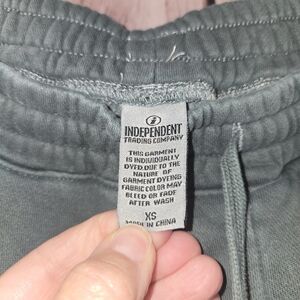 INDEPENDENT
TRADING COMPANY
THIS GARMENT
IS INDIVIDUALLY
DYED.DUE TO THE
NATURE OF
GARMENT DYEING
FABRIC COLOR MAY
BLEED OR FADE
AFTER WASH
XS
MADE IN CHINA